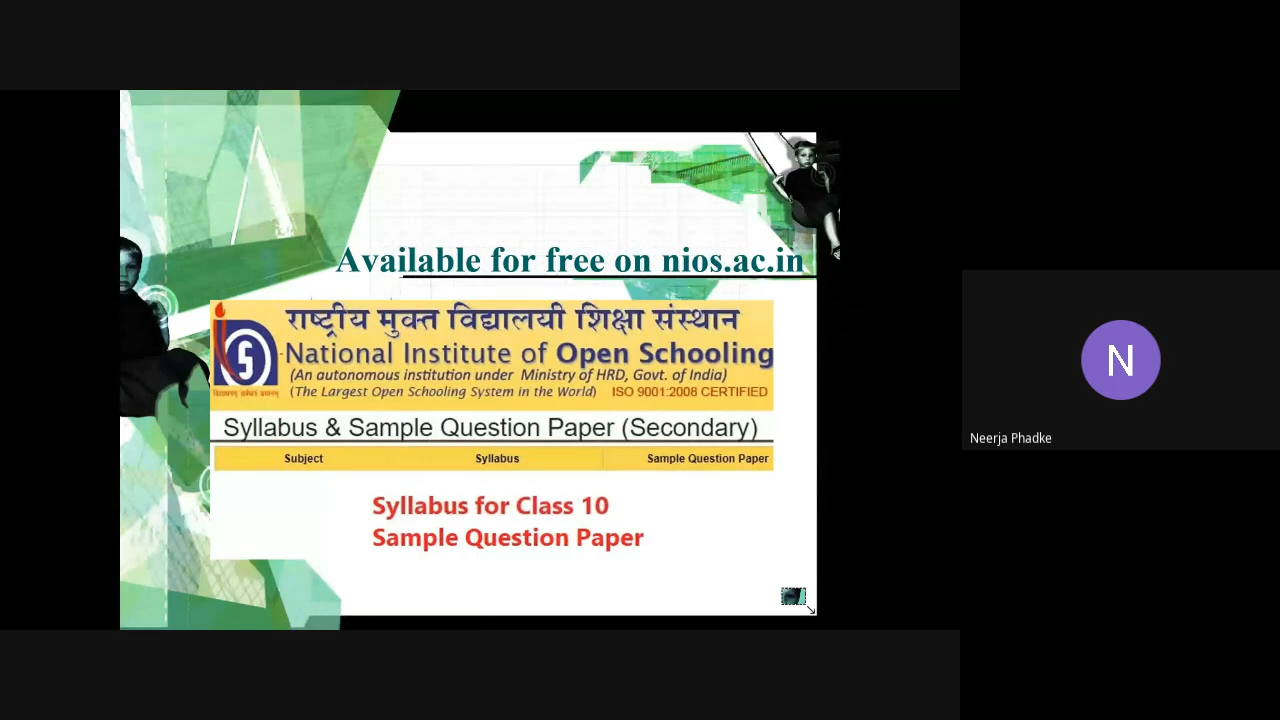 Available for free on nios.ac.in
राष्ट्रीय मुक्त विद्यालयी शिक्षा संस्थान
National Institute of Open Schooling
(An autonomous institution under Ministry of HRD, Govt. of India)
(The Largest Open Schooling System in the World) ISO 9001:2008 CERTIFIED
Syllabus & Sample Question Paper (Secondary)
Subject Syllabus Sample Question Paper
Syllabus for Class 10
Sample Question Paper
N
Neerja Phadke